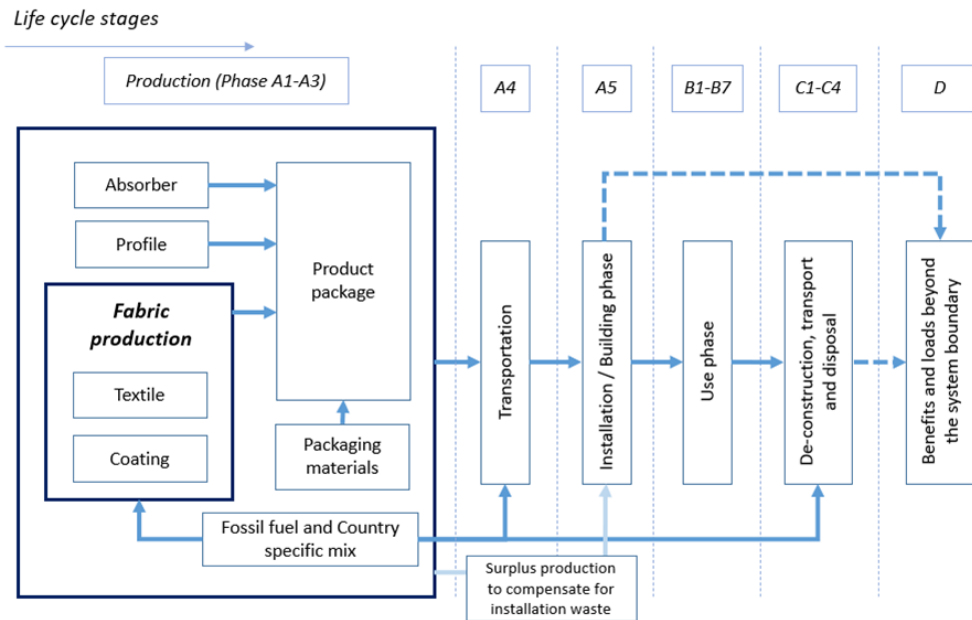 Life cycle stages
Production (Phase A1-A3)
A4
A5
B1-B7
C1-C4
D
Absorber
Profile
Fabric
production
Textile
Coating
Product
package
Packaging
materials
Fossil fuel and Country
specific mix
Transportation
Installation / Building phase
Use phase
De-construction, transport
and disposal
Benefits and loads beyond
the system boundary
Surplus production
to compensate for
installation waste